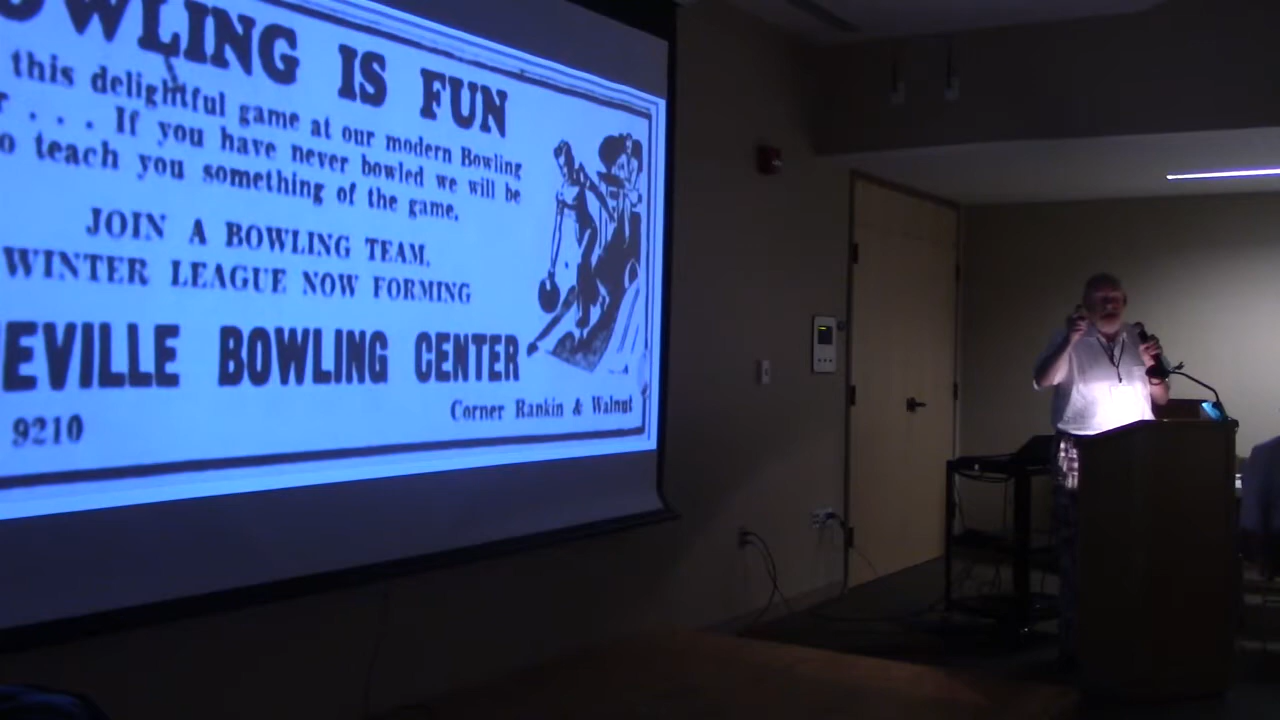 OWLING IS FUN
this delightful game at our modern Bowling
r . . . If you have never bowled we will be
o teach you something of the game.
JOIN A BOWLING TEAM.
WINTER LEAGUE NOW FORMING
EVILLE BOWLING CENTER
9210
Corner Rankin & Walnut